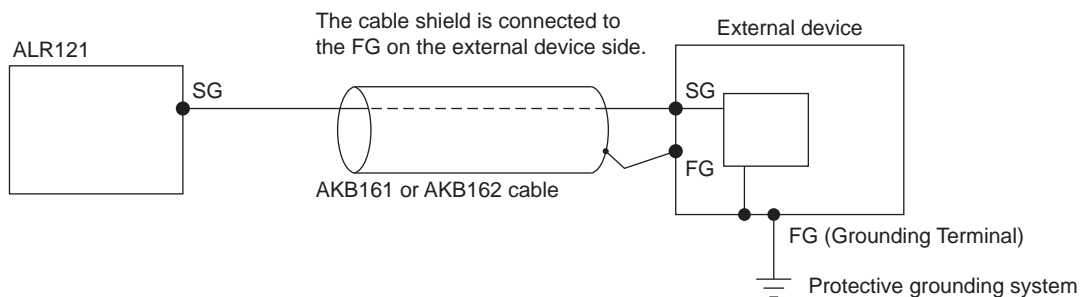 The cable shield is connected to
the FG on the external device side.
External device
ALR121
SG
SG
FG
AKB161 or AKB162 cable
FG (Grounding Terminal)
Protective grounding system